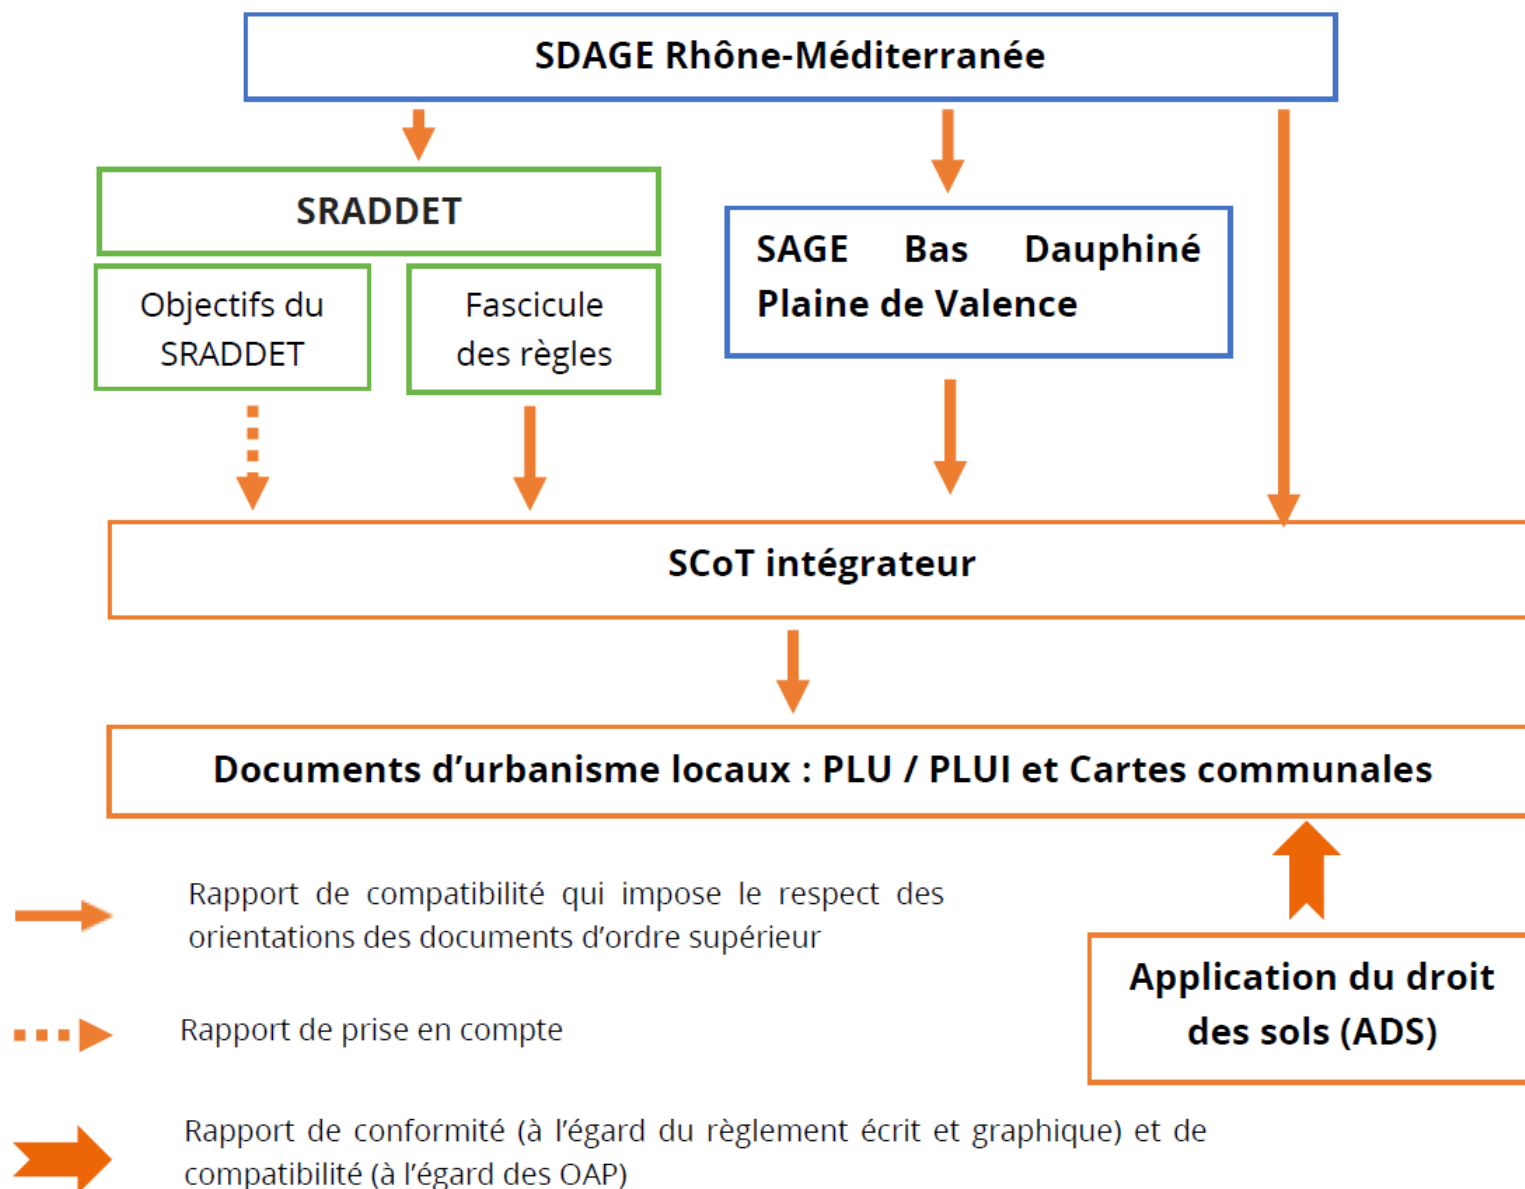 SDAGE Rhône-Méditerranée
SRADDET
Objectifs du
SRADDET
Fascicule
des règles
SAGE Bas Dauphiné
Plaine de Valence
SCoT intégrateur
Documents d’urbanisme locaux : PLU / PLUI et Cartes communales
Rapport de compatibilité qui impose le respect des
orientations des documents d’ordre supérieur
Rapport de prise en compte
Application du droit
des sols (ADS)
Rapport de conformité (à l’égard du règlement écrit et graphique) et de
compatibilité (à l’égard des OAP)